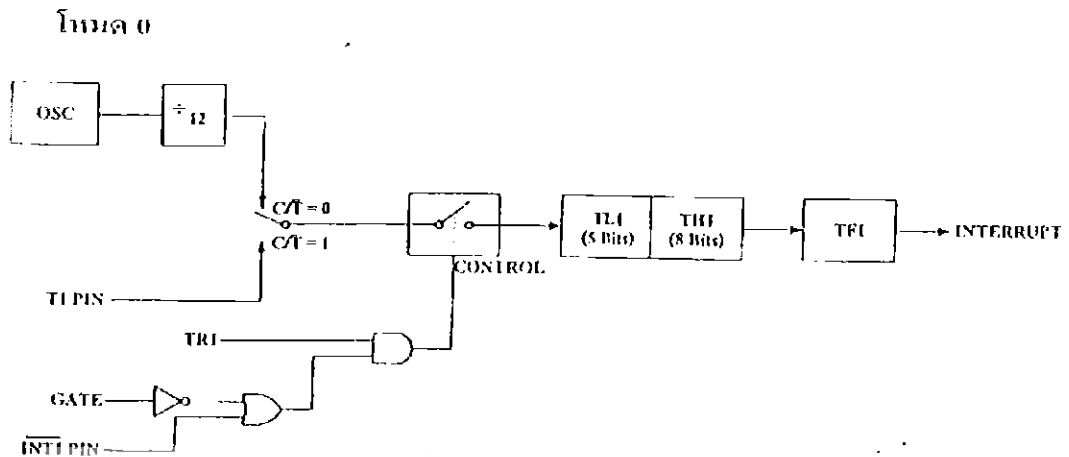 โหมด 0
OSC
÷ 12
C/T̅ = 0
C/T̅ = 1
CONTROL
TL1
(5 Bits)
TH1
(8 Bits)
TF1
INTERRUPT
T1 PIN
TR1
GATE
I̅N̅T̅1̅ PIN